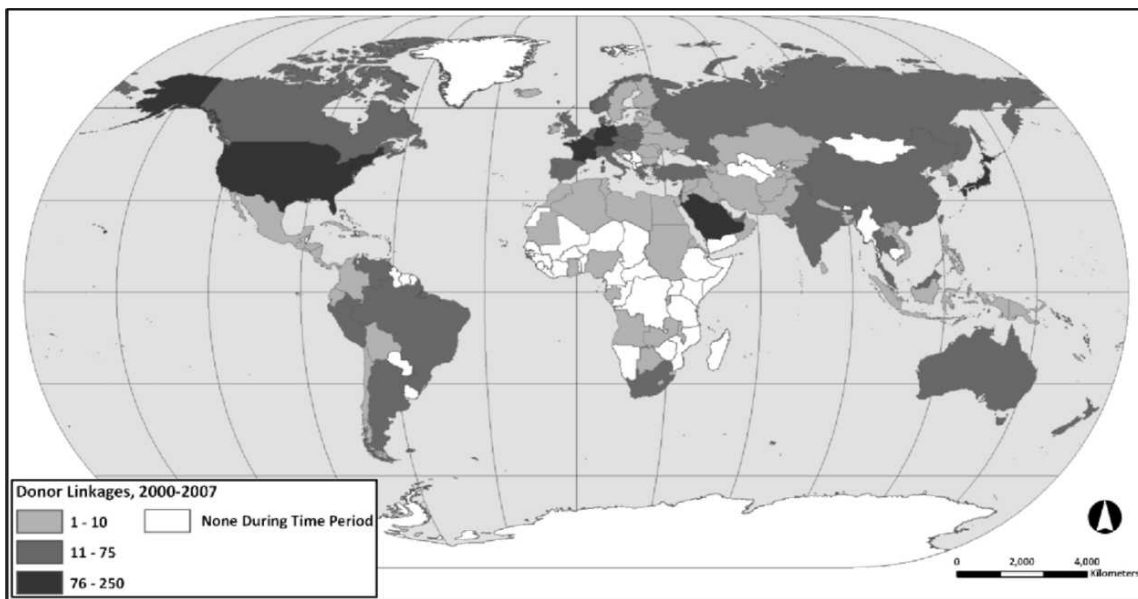 Donor Linkages, 2000-2007
1 - 10 None During Time Period
11 - 75
76 - 250
0 2,000 4,000
Kilometers